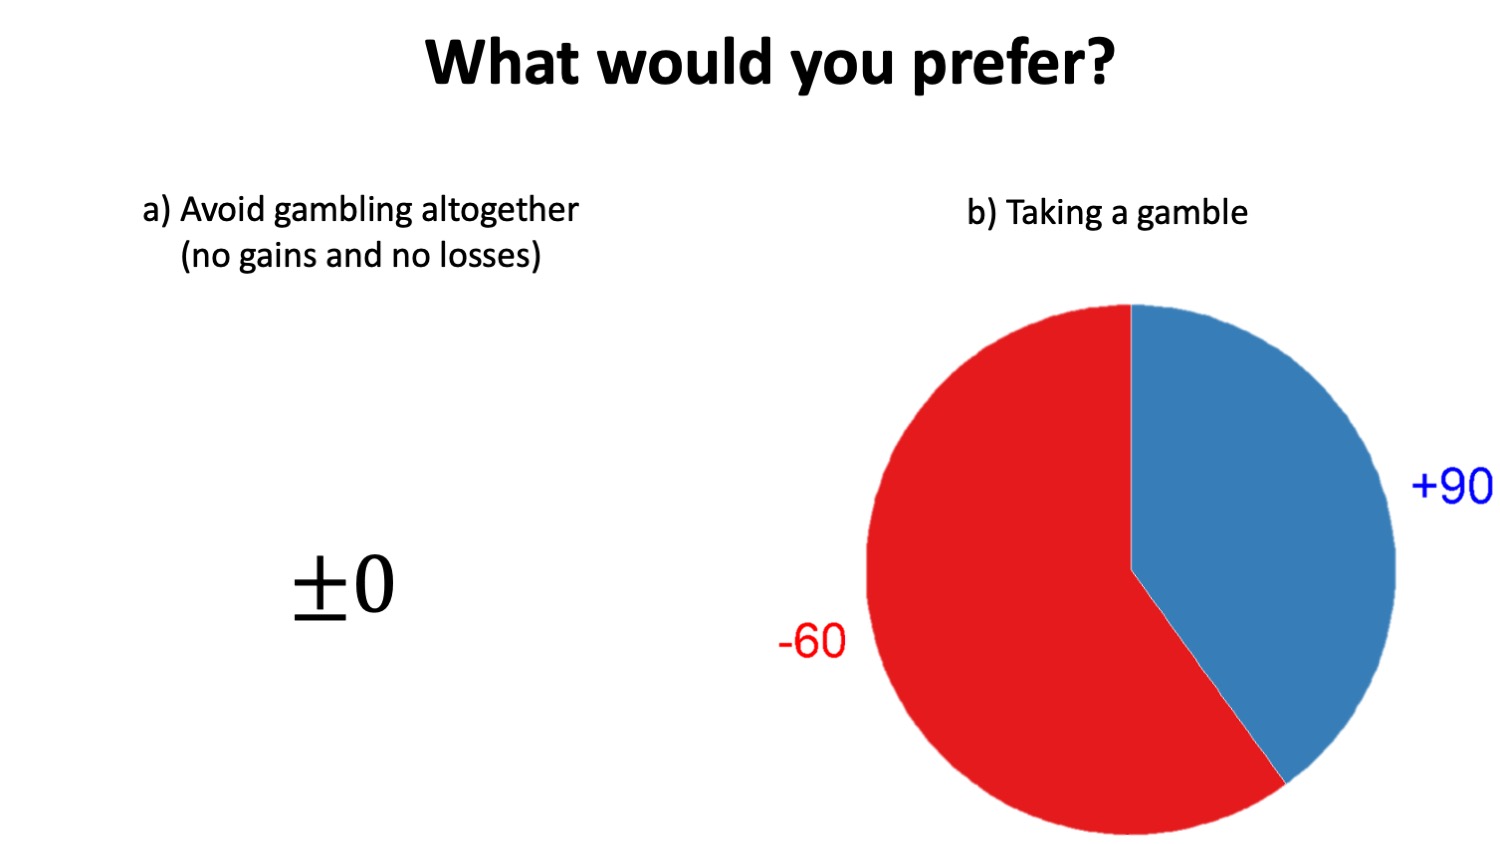 What would you prefer?
a) Avoid gambling altogether
(no gains and no losses)
b) Taking a gamble
±0
+90
-60